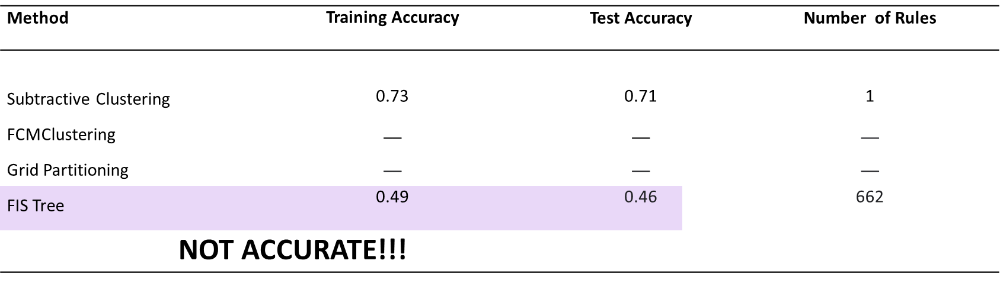 Method Training Accuracy Test Accuracy Number of Rules
Subtractive Clustering 0.73 0.71 1
FCMClustering — — —
Grid Partitioning — — —
FIS Tree 0.49 0.46 662
NOT ACCURATE!!!